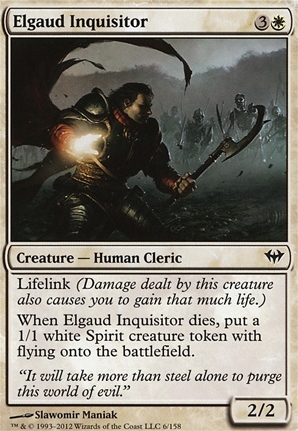 Elgaud Inquisitor 3
Creature — Human Cleric
Lifelink (Damage dealt by this creature
also causes you to gain that much life.)
When Elgaud Inquisitor dies, put a
1/1 white Spirit creature token with
flying onto the battlefield.
“It will take more than steel alone to purge
this world of evil.”
Slawomir Maniak
™ & © 1993–2012 Wizards of the Coast LLC 6/158
2/2